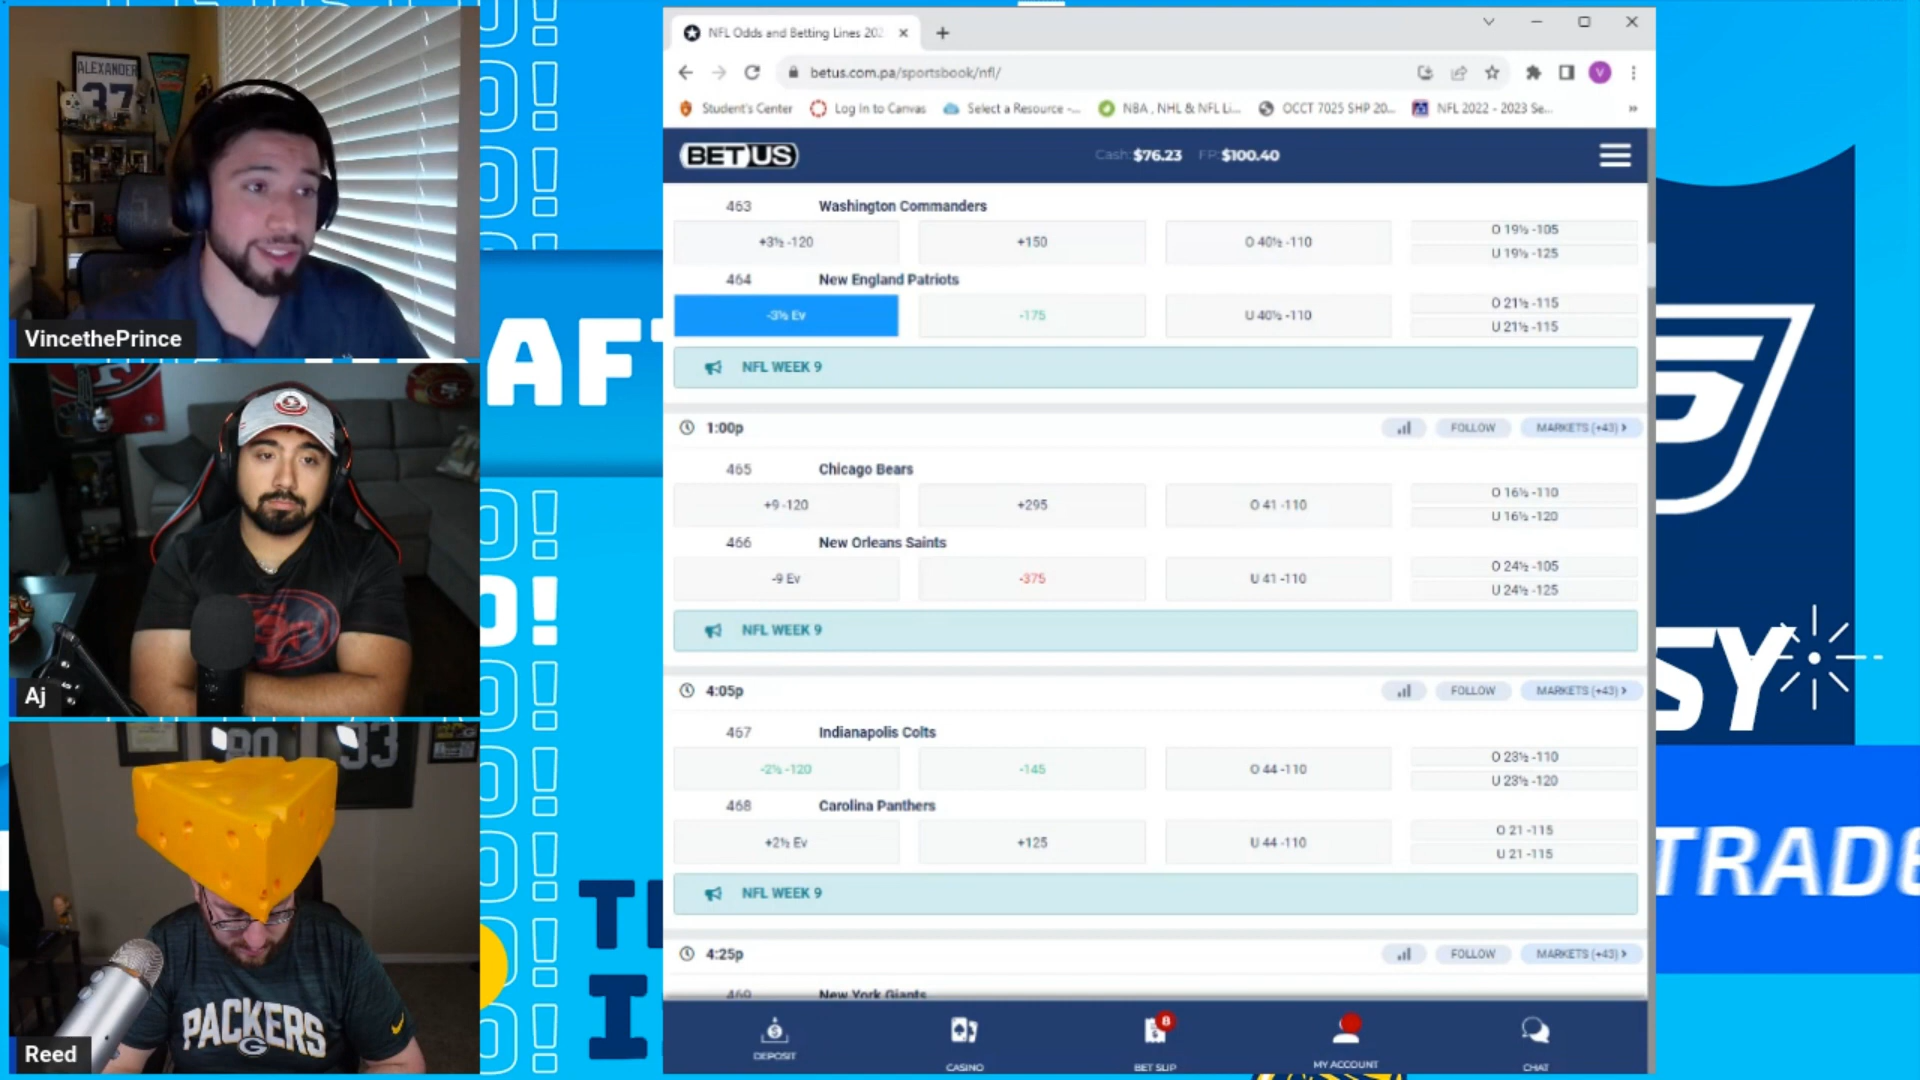 ALEXANDER
37
VincethePrince
Aj
80
93
PACKERS
G
Reed
O!
TRADE
NFL Odds and Betting Lines 202
betus.com.pa/sportsbook/nfl/
V
Student's Center
Log In to Canvas
Select a Resource -...
NBA , NHL & NFL Li...
OCCT 7025 SHP 20...
NFL 2022 - 2023 Se...
BETUS
Cash: $76.23 FP: $100.40
463 Washington Commanders
+3½ -120 +150 O 40½ -110 O 19½ -105
U 19½ -125
464 New England Patriots
-3½ Ev -175 U 40½ -110 O 21½ -115
U 21½ -115
NFL WEEK 9
1:00p FOLLOW MARKETS (+43)
465 Chicago Bears
+9 -120 +295 O 41 -110 O 16½ -110
U 16½ -120
466 New Orleans Saints
-9 Ev -375 U 41 -110 O 24½ -105
U 24½ -125
NFL WEEK 9
4:05p FOLLOW MARKETS (+43)
467 Indianapolis Colts
-2½ -120 -145 O 44 -110 O 23½ -110
U 23½ -120
468 Carolina Panthers
+2½ Ev +125 U 44 -110 O 21 -115
U 21 -115
NFL WEEK 9
4:25p FOLLOW MARKETS (+43)
469 New York Giants
8
DEPOSIT CASINO BET SLIP MY ACCOUNT CHAT